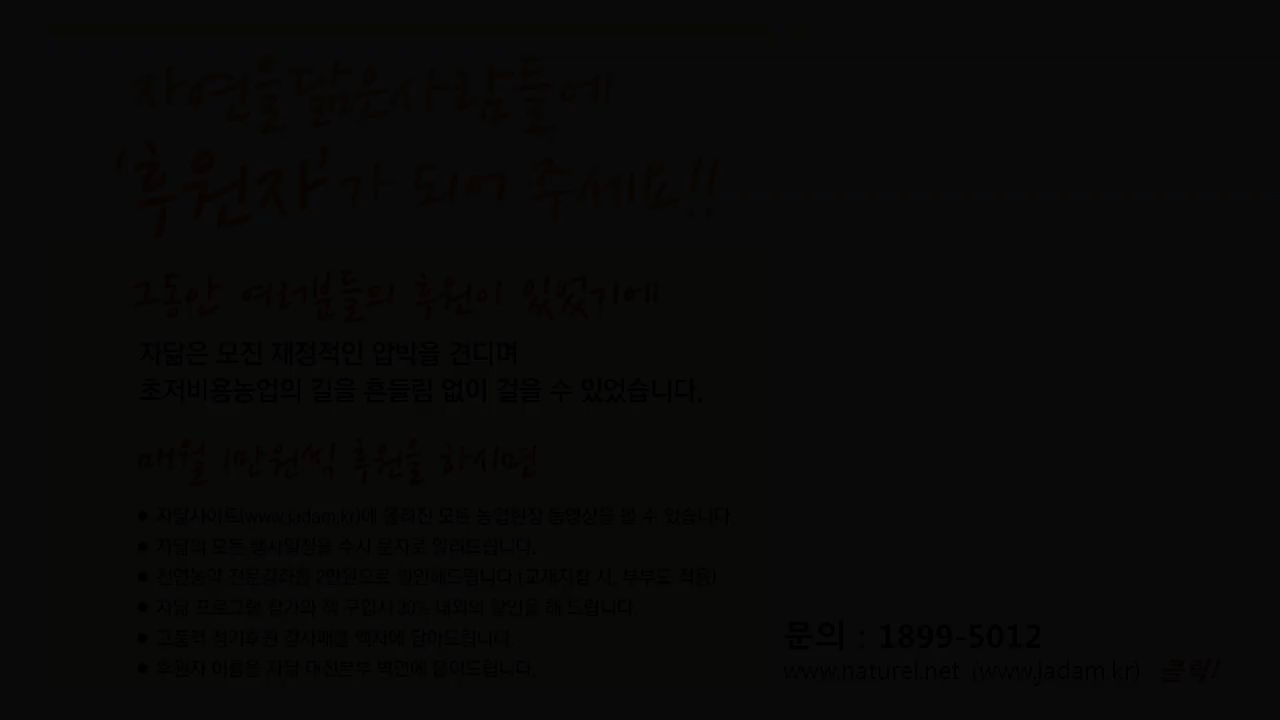 자연을닮은사람들에
'후원자'가 되어 주세요!!
그동안 여러분들의 후원이 있었기에
자닮은 모진 재정적인 압박을 견디며
초저비용농업의 길을 흔들림 없이 걸을 수 있었습니다.
매월 1만원씩 후원을 하시면
● 자닮사이트(www.jadam.kr)에 올려진 모든 농업현장 동영상을 볼 수 있습니다.
● 자닮의 모든 행사일정을 수시 문자로 알려드립니다.
● 천연농약 전문강좌를 2만원으로 할인해드립니다 (교재지참 시, 부부도 적용)
● 자닮 프로그램 참가와 책 구입시 30% 내외의 할인을 해 드립니다.
● 정기후원 감사패를 액자에 담아드립니다.
● 후원자 이름을 자닮 대전본부 벽면에 붙여드립니다.
문의 : 1899-5012
www.naturei.net (www.Jadam.kr) 클릭!